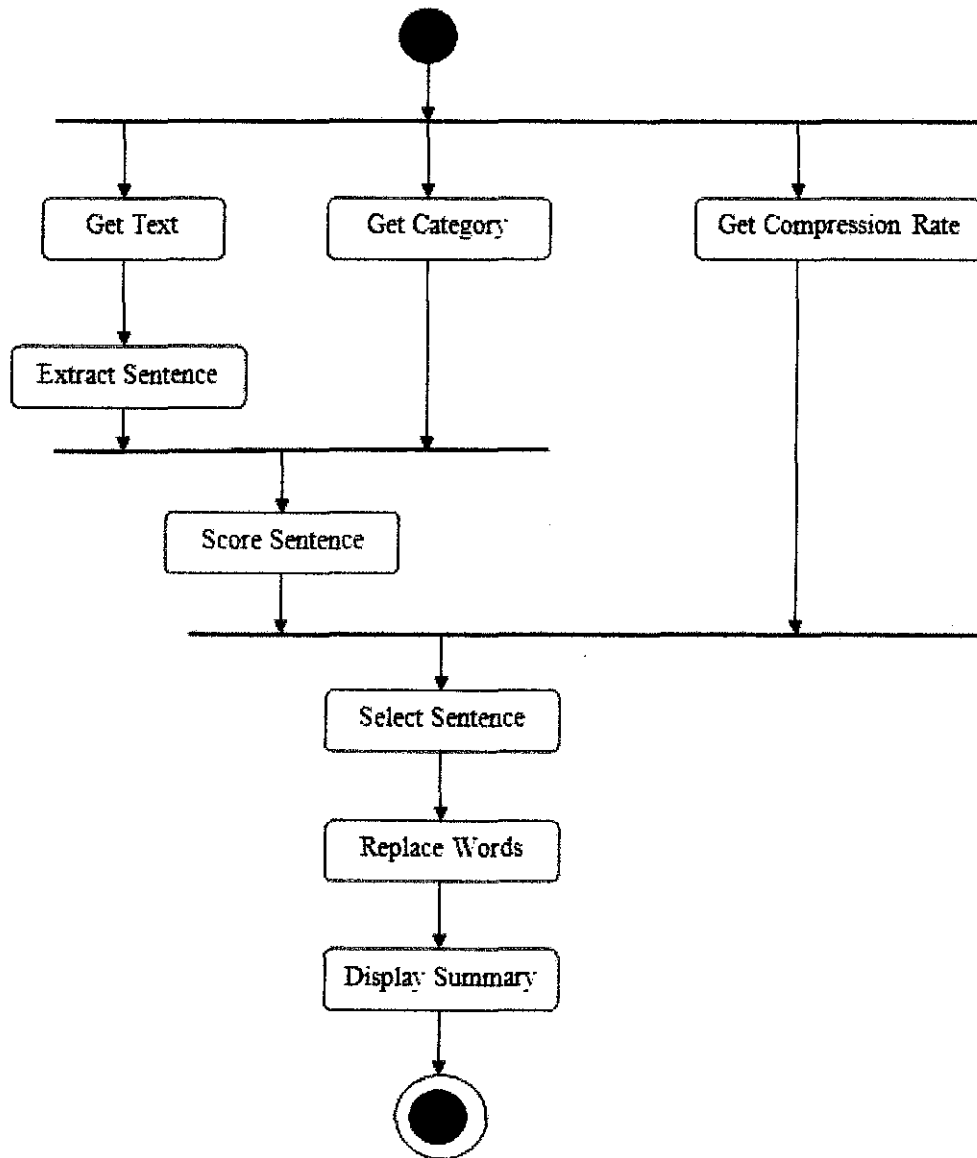 Get Text
Get Category
Get Compression Rate
Extract Sentence
Score Sentence
Select Sentence
Replace Words
Display Summary